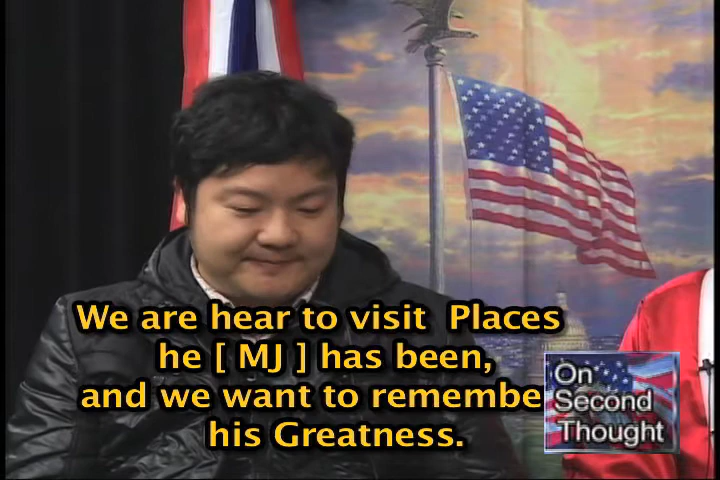 We are hear to visit  Places
he [ MJ ] has been,
and we want to remembe
his Greatness.
On
Second
Thought